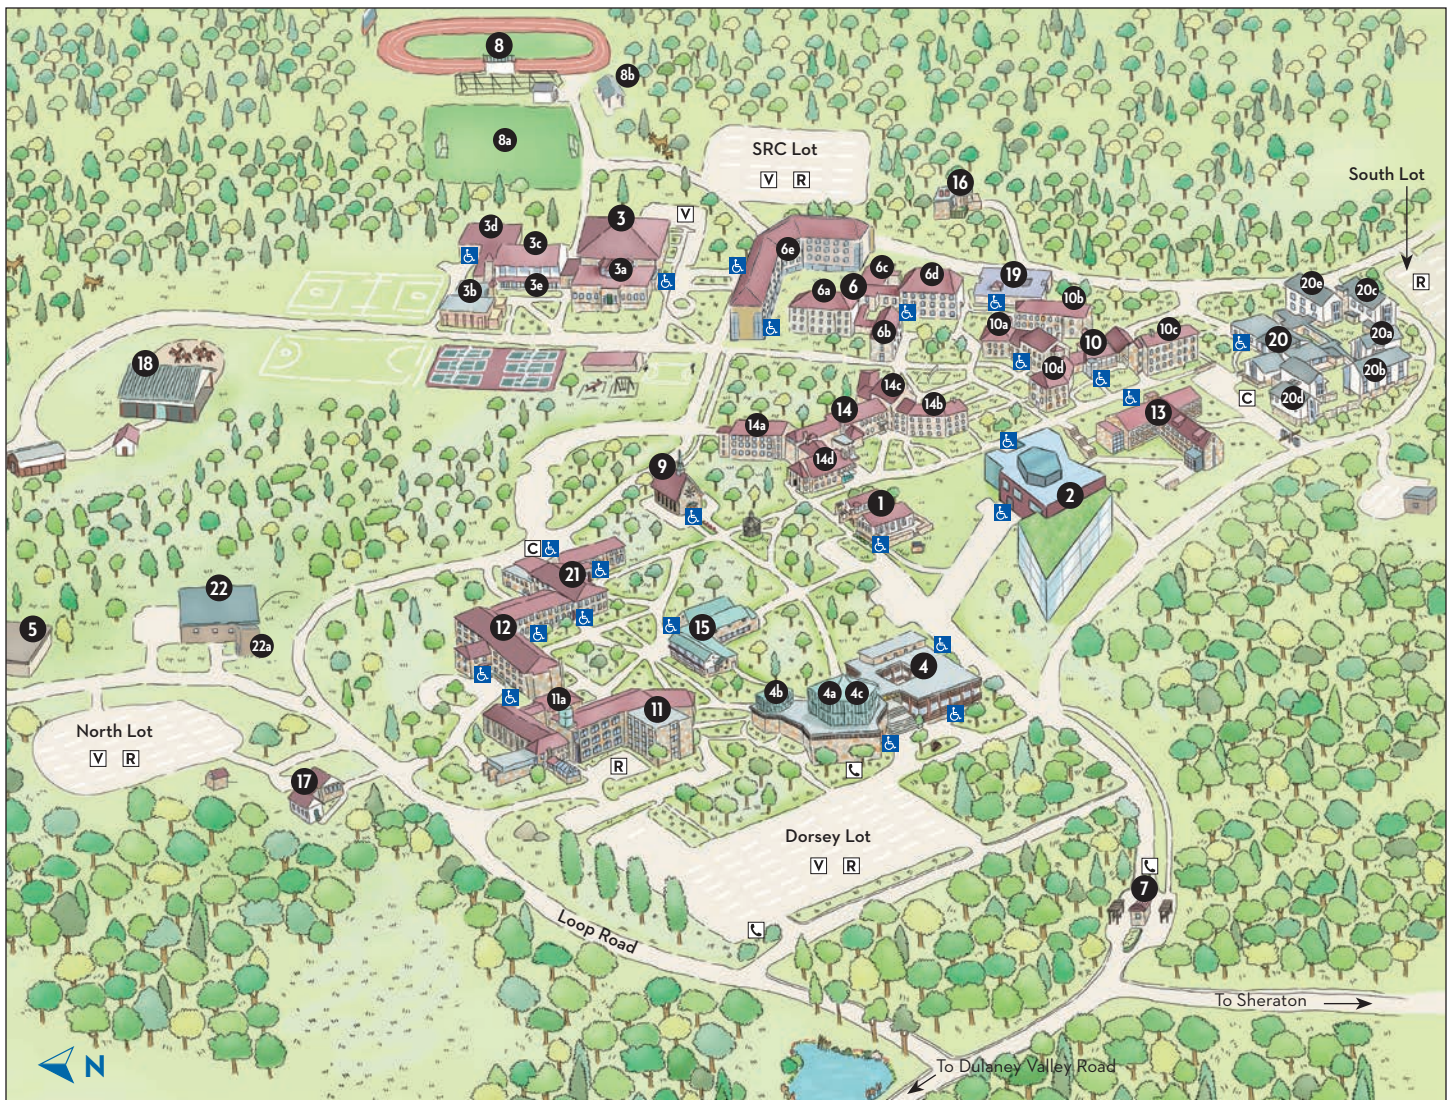 8
8b
8a
SRC Lot
V R
South Lot
16
3d
3
V
3c
6e
6c
3a
19
R
3e
6a
6
6d
20e
20c
3b
10b
6b
10a
10
10c
20
20a
18
10d
20b
14c
C
20d
14
14b
13
14a
14d
9
1
2
C
21
22
12
15
5
22a
4
11a
4b
4a
4c
11
North Lot
V R
R
17
Dorsey Lot
V R
7
Loop Road
To Sheraton
N
To Dulaney Valley Road